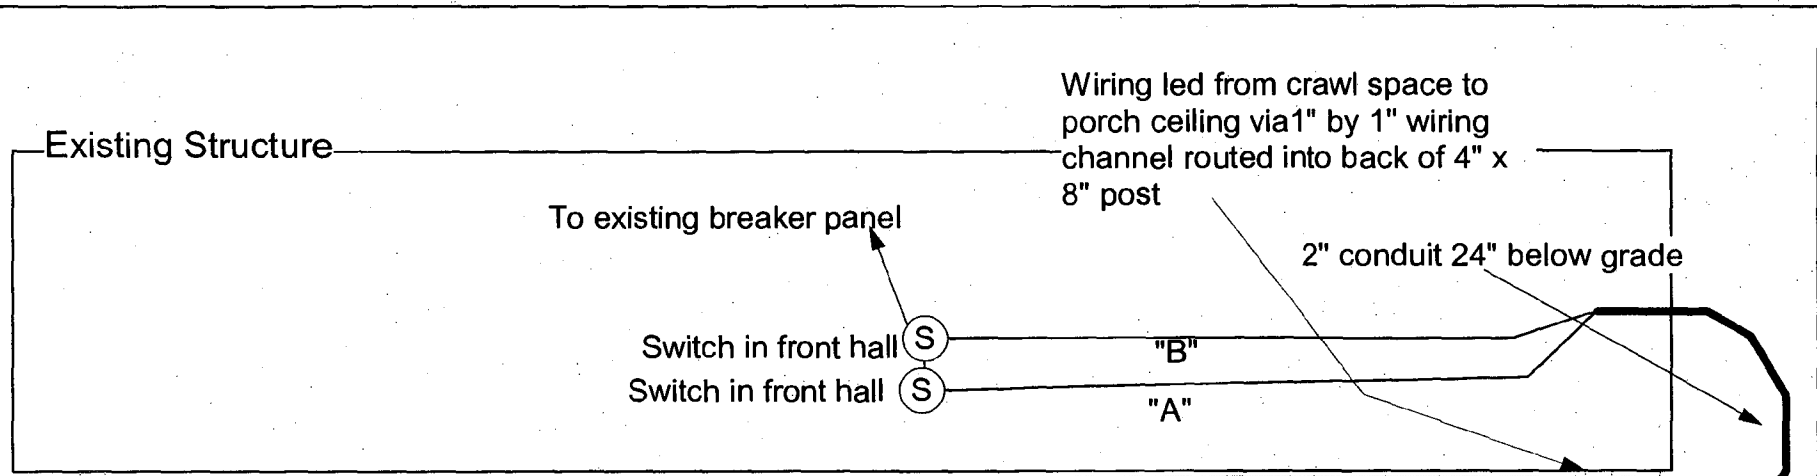 Wiring led from crawl space to
porch ceiling via1" by 1" wiring
channel routed into back of 4" x
8" post
Existing Structure
To existing breaker panel
2" conduit 24" below grade
Switch in front hall S
"B"
Switch in front hall S
"A"